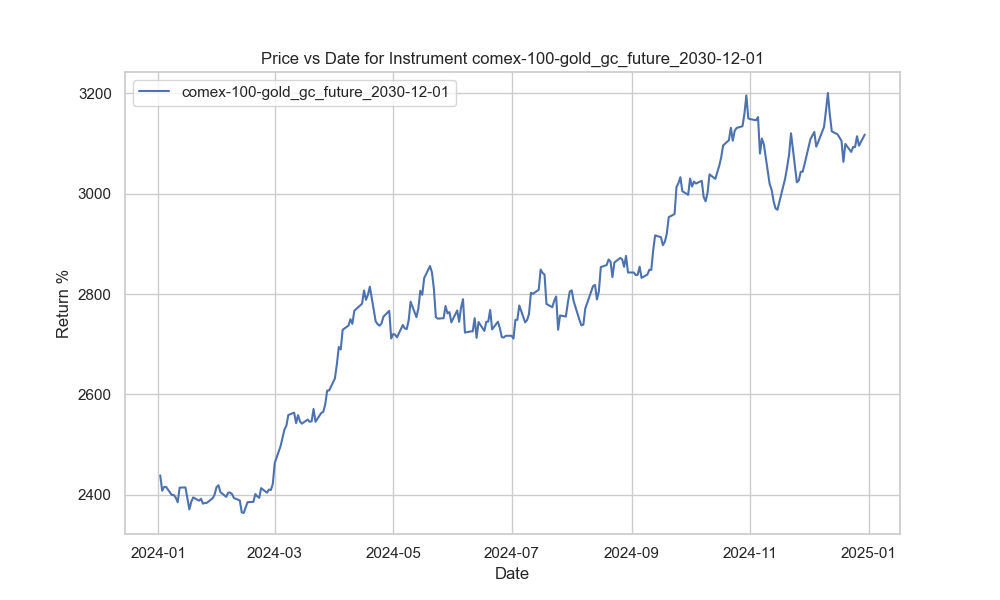 Price vs Date for Instrument comex-100-gold_gc_future_2030-12-01
comex-100-gold_gc_future_2030-12-01
Return %
3200
3000
2800
2600
2400
2024-01 2024-03 2024-05 2024-07 2024-09 2024-11 2025-01
Date